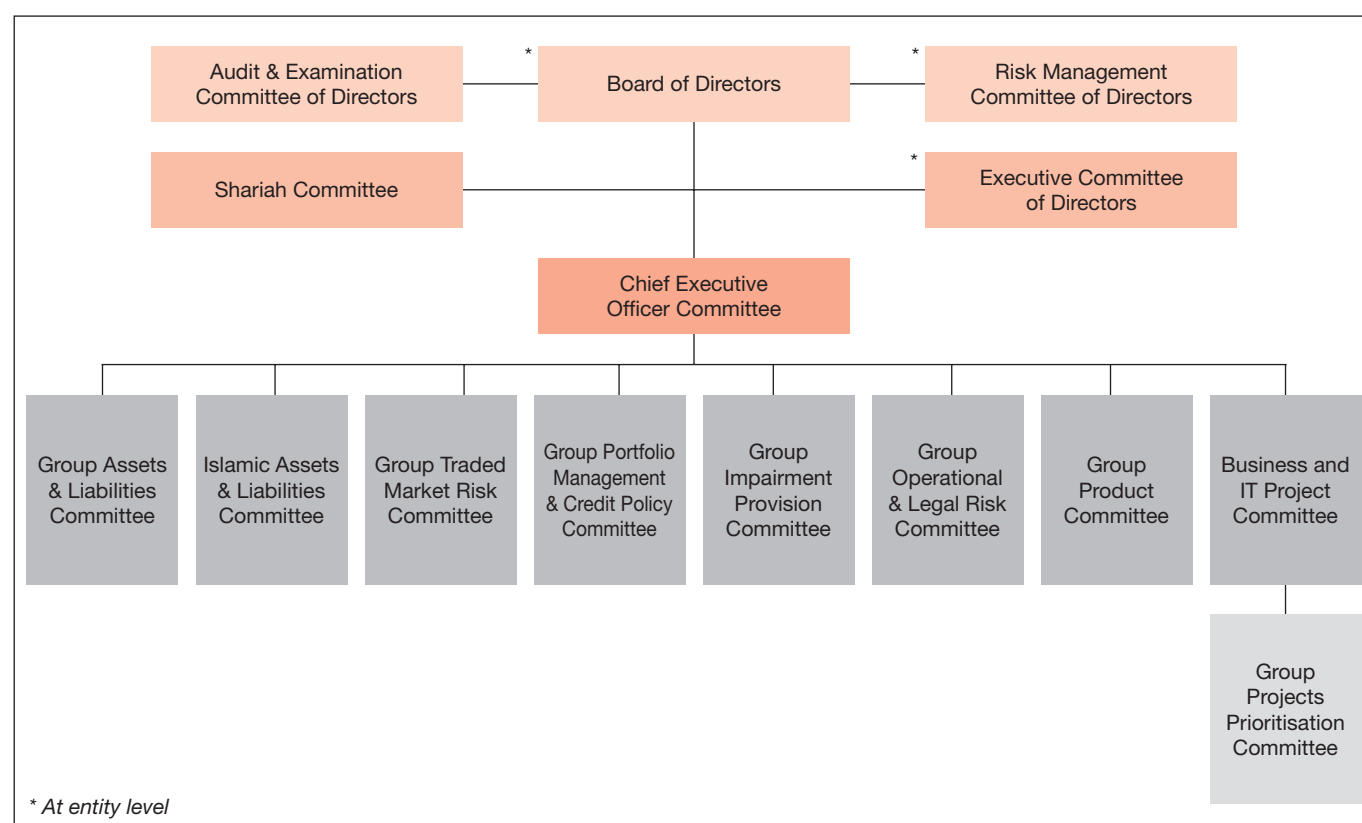 Audit & Examination
Committee of Directors
*
Board of Directors
*
Risk Management
Committee of Directors
Shariah Committee
*
Executive Committee
of Directors
Chief Executive
Officer Committee
Group Assets
& Liabilities
Committee
Islamic Assets
& Liabilities
Committee
Group Traded
Market Risk
Committee
Group Portfolio
Management
& Credit Policy
Committee
Group
Impairment
Provision
Committee
Group
Operational
& Legal Risk
Committee
Group
Product
Committee
Business and
IT Project
Committee
Group
Projects
Prioritisation
Committee
* At entity level